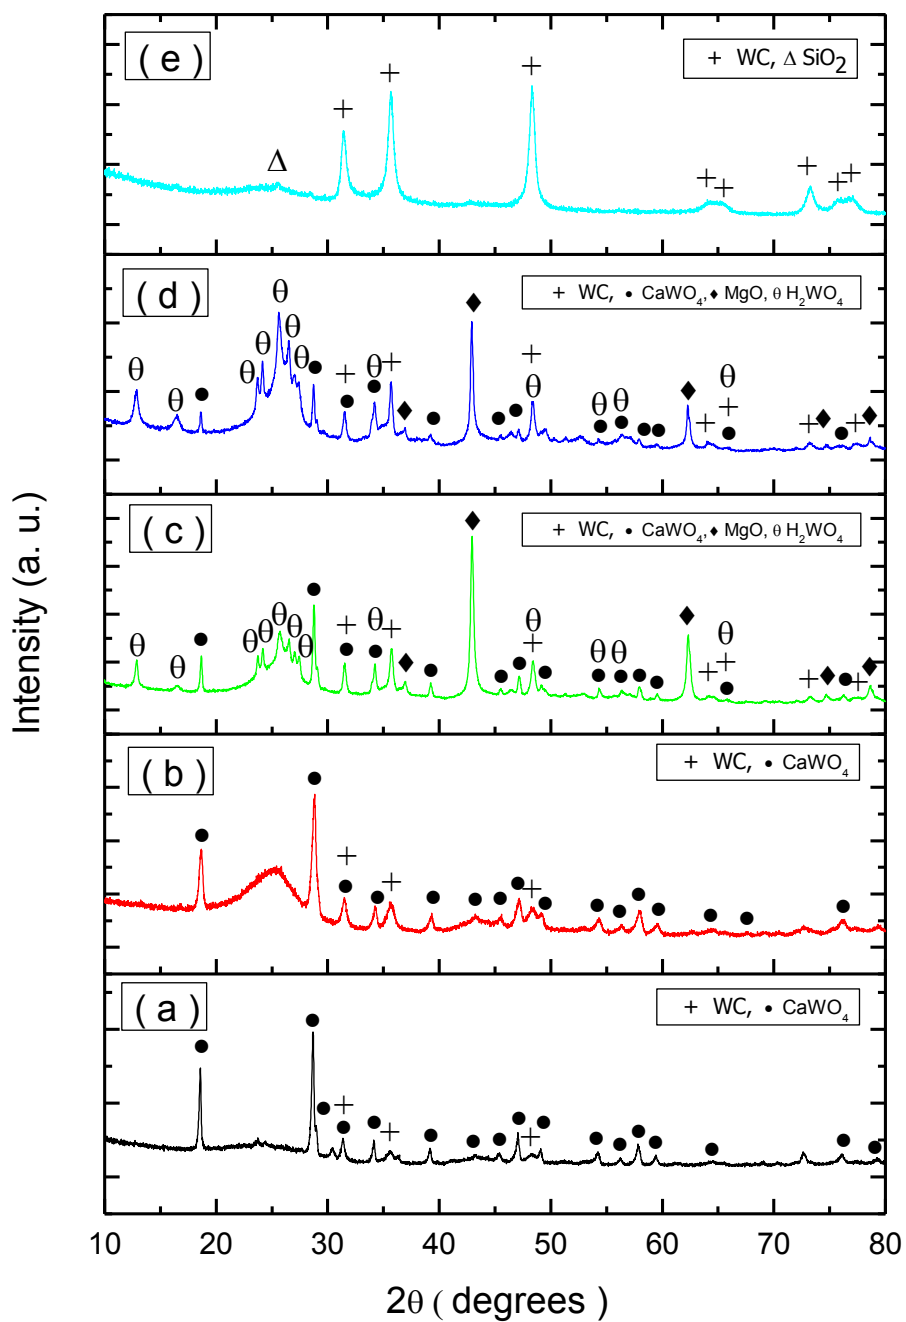 ( e )
+ WC, Δ SiO₂
+ + +
Δ
+ + + + +
( d )
+ WC, • CaWO₄, ♦ MgO, θ H₂WO₄
θ θ θ θ θ θ θ
θ + + θ
θ + θ θ + +
+ +
( c )
+ WC, • CaWO₄, ♦ MgO, θ H₂WO₄
θ θ θ θ θ θ θ
+ θ + θ
+ θ θ θ + +
+ +
( b )
+ WC, • CaWO₄
+ + +
( a )
+ WC, • CaWO₄
+ + +
Intensity (a. u.)
10 20 30 40 50 60 70 80
2θ ( degrees )